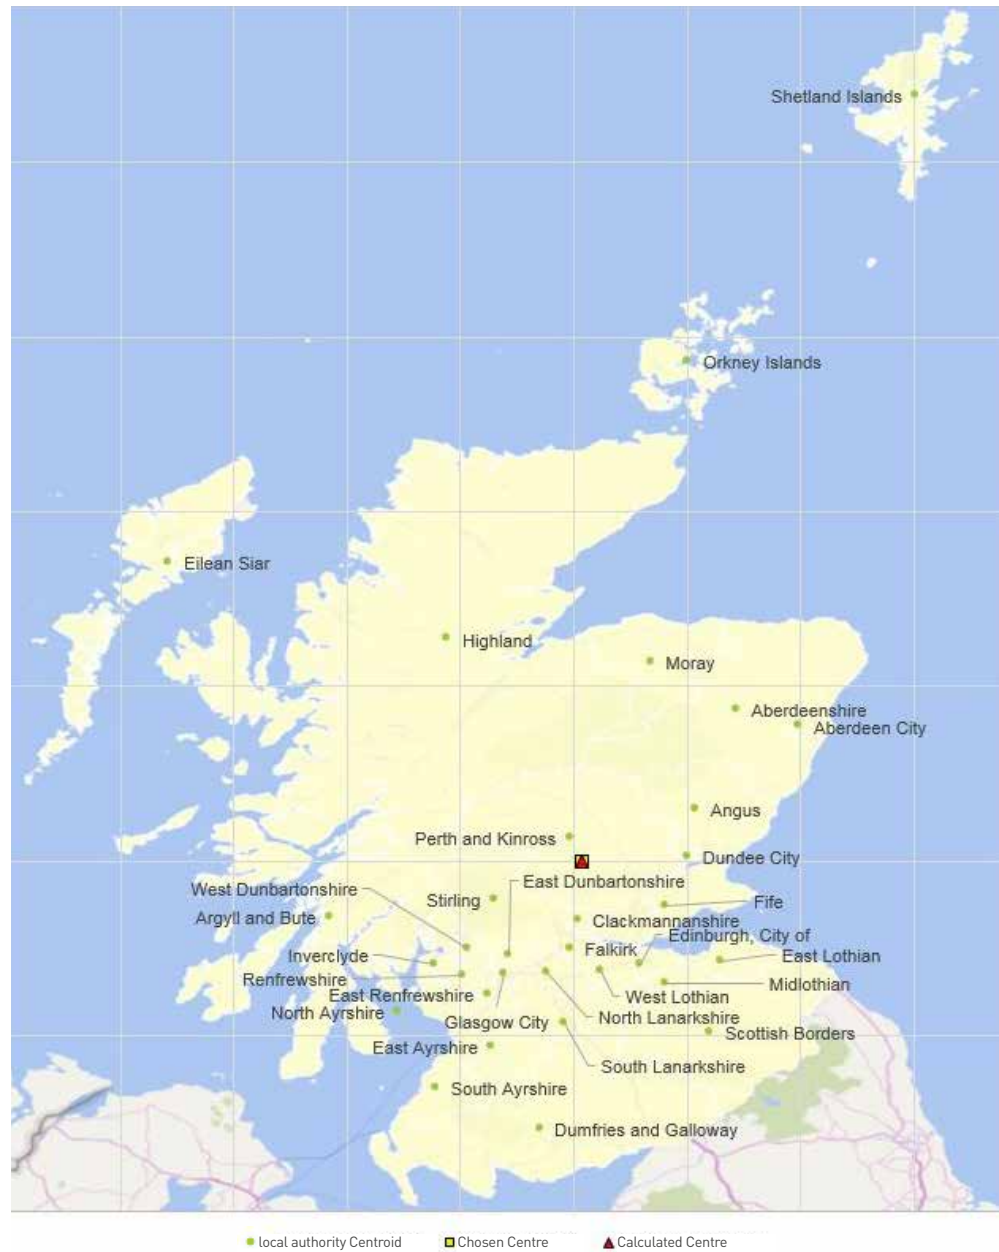 Shetland Islands
Orkney Islands
Eilean Siar
Highland
Moray
Aberdeenshire
Aberdeen City
Angus
Perth and Kinross
Dundee City
East Dunbartonshire
West Dunbartonshire
Stirling
Fife
Argyll and Bute
Clackmannanshire
Edinburgh, City of
Falkirk
East Lothian
Inverclyde
Renfrewshire
Midlothian
East Renfrewshire
West Lothian
North Ayrshire
North Lanarkshire
Glasgow City
Scottish Borders
East Ayrshire
South Lanarkshire
South Ayrshire
Dumfries and Galloway
local authority Centroid
Chosen Centre
Calculated Centre